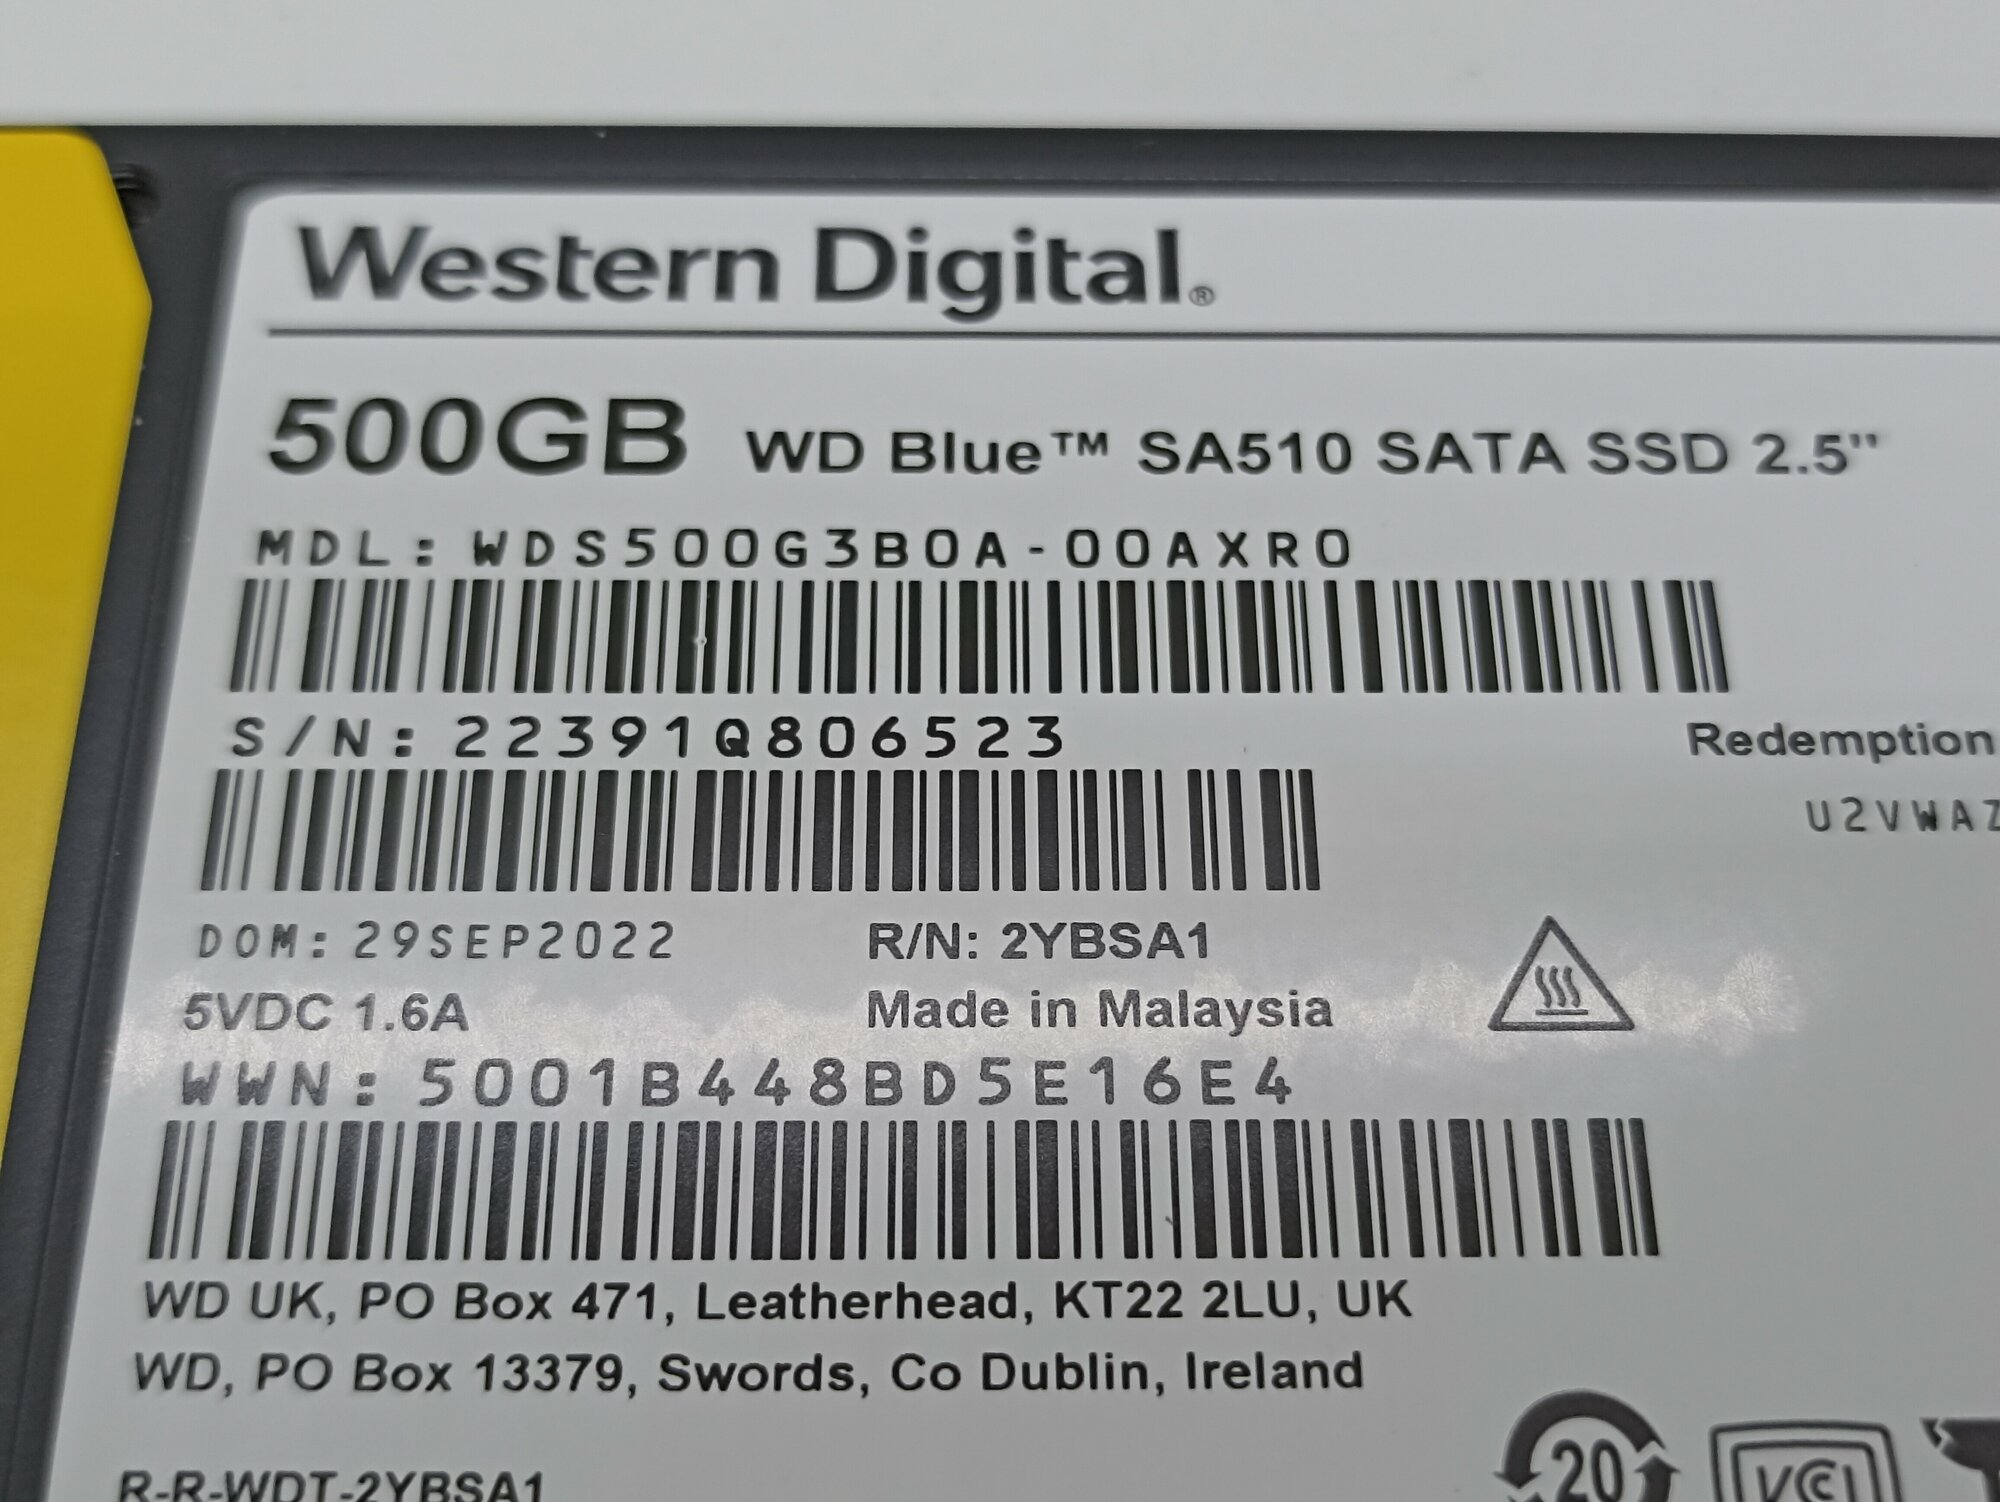 Western Digital®
500GB WD Blue™ SA510 SATA SSD 2.5"
MDL: WDS500G3B0A-00AXR0
S/N: 22391Q806523
Redemption
U2VWAZ
DOM: 29SEP2022 R/N: 2YBSA1
5VDC 1.6A Made in Malaysia
WWN: 5001B448BD5E16E4
WD UK, PO Box 471, Leatherhead, KT22 2LU, UK
WD, PO Box 13379, Swords, Co Dublin, Ireland
R-R-WDT-2YBSA1
20